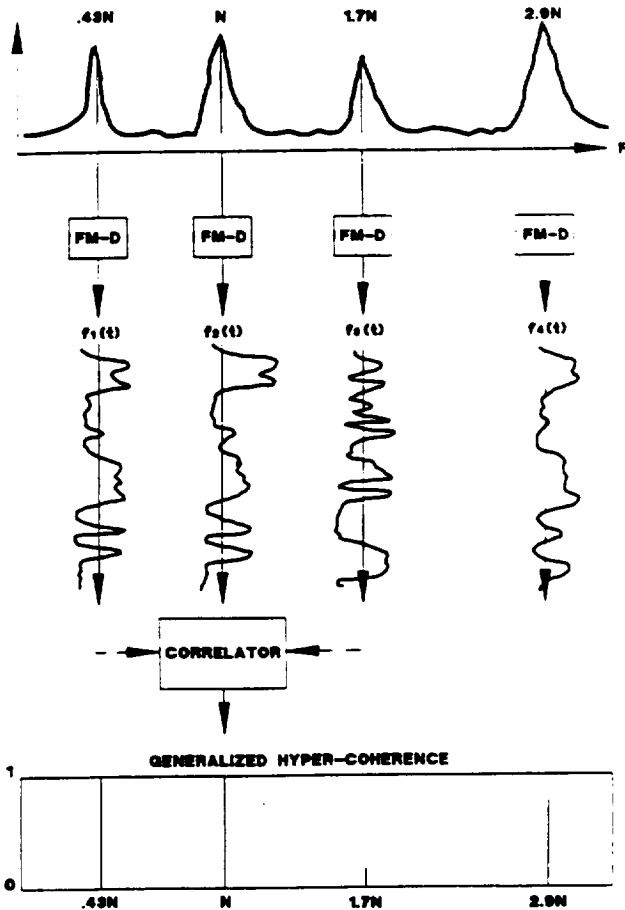 .43N N 1.7N 2.9N
F
FM-D FM-D FM-D FM-D
f₁(t) f₂(t) f₃(t) f₄(t)
CORRELATOR
GENERALIZED HYPER-COHERENCE
1
0
.43N N 1.7N 2.9N